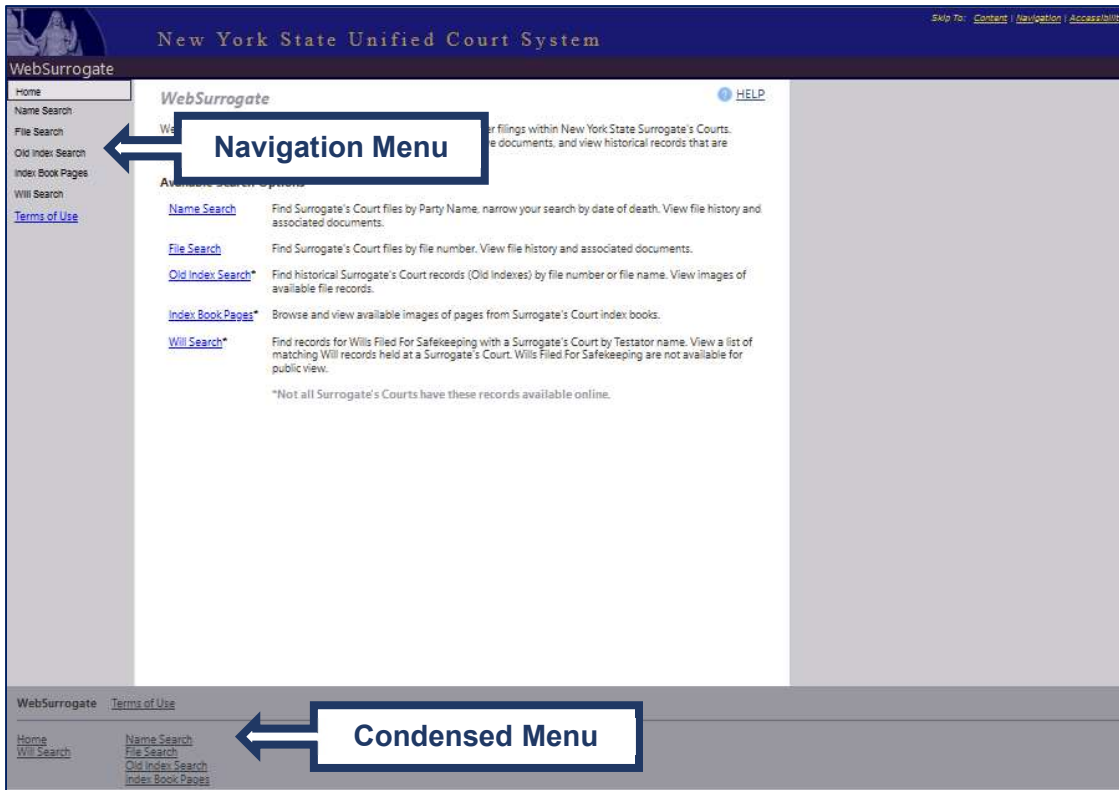 Skip To: Content | Navigation | Accessibilit
New York State Unified Court System
WebSurrogate
Home
Name Search
File Search
Old Index Search
Index Book Pages
Will Search
Terms of Use
Navigation Menu
WebSurrogate
HELP
r filings within New York State Surrogate's Courts.
e documents, and view historical records that are
Available Search Options
Name Search Find Surrogate's Court files by Party Name, narrow your search by date of death. View file history and
associated documents.
File Search Find Surrogate's Court files by file number. View file history and associated documents.
Old Index Search* Find historical Surrogate's Court records (Old Indexes) by file number or file name. View images of
available file records.
Index Book Pages* Browse and view available images of pages from Surrogate's Court index books.
Will Search* Find records for Wills Filed For Safekeeping with a Surrogate's Court by Testator name. View a list of
matching Will records held at a Surrogate's Court. Wills Filed For Safekeeping are not available for
public view.
*Not all Surrogate's Courts have these records available online.
WebSurrogate Terms of Use
Home Name Search
Will Search File Search
Old Index Search
Index Book Pages
Condensed Menu